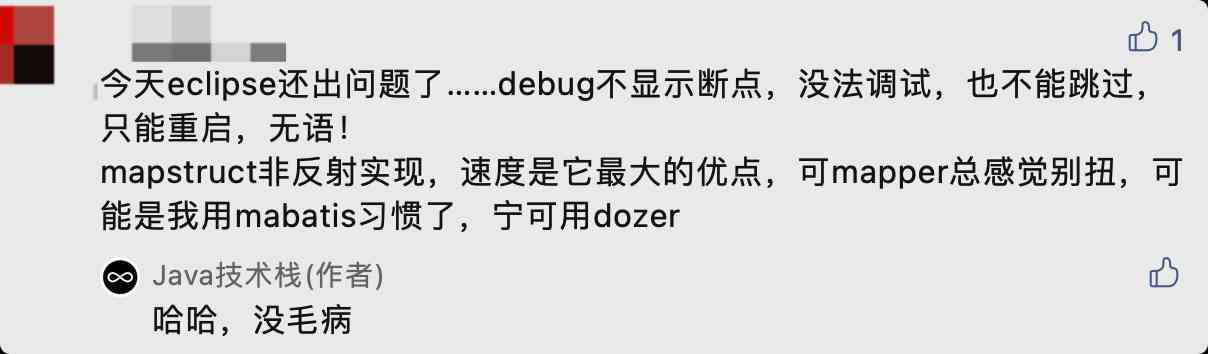 1
今天eclipse还出问题了……debug不显示断点，没法调试，也不能跳过，
只能重启，无语！
mapstruct非反射实现，速度是它最大的优点，可mapper总感觉别扭，可
能是我用mabatis习惯了，宁可用dozer
Java技术栈(作者)
哈哈，没毛病